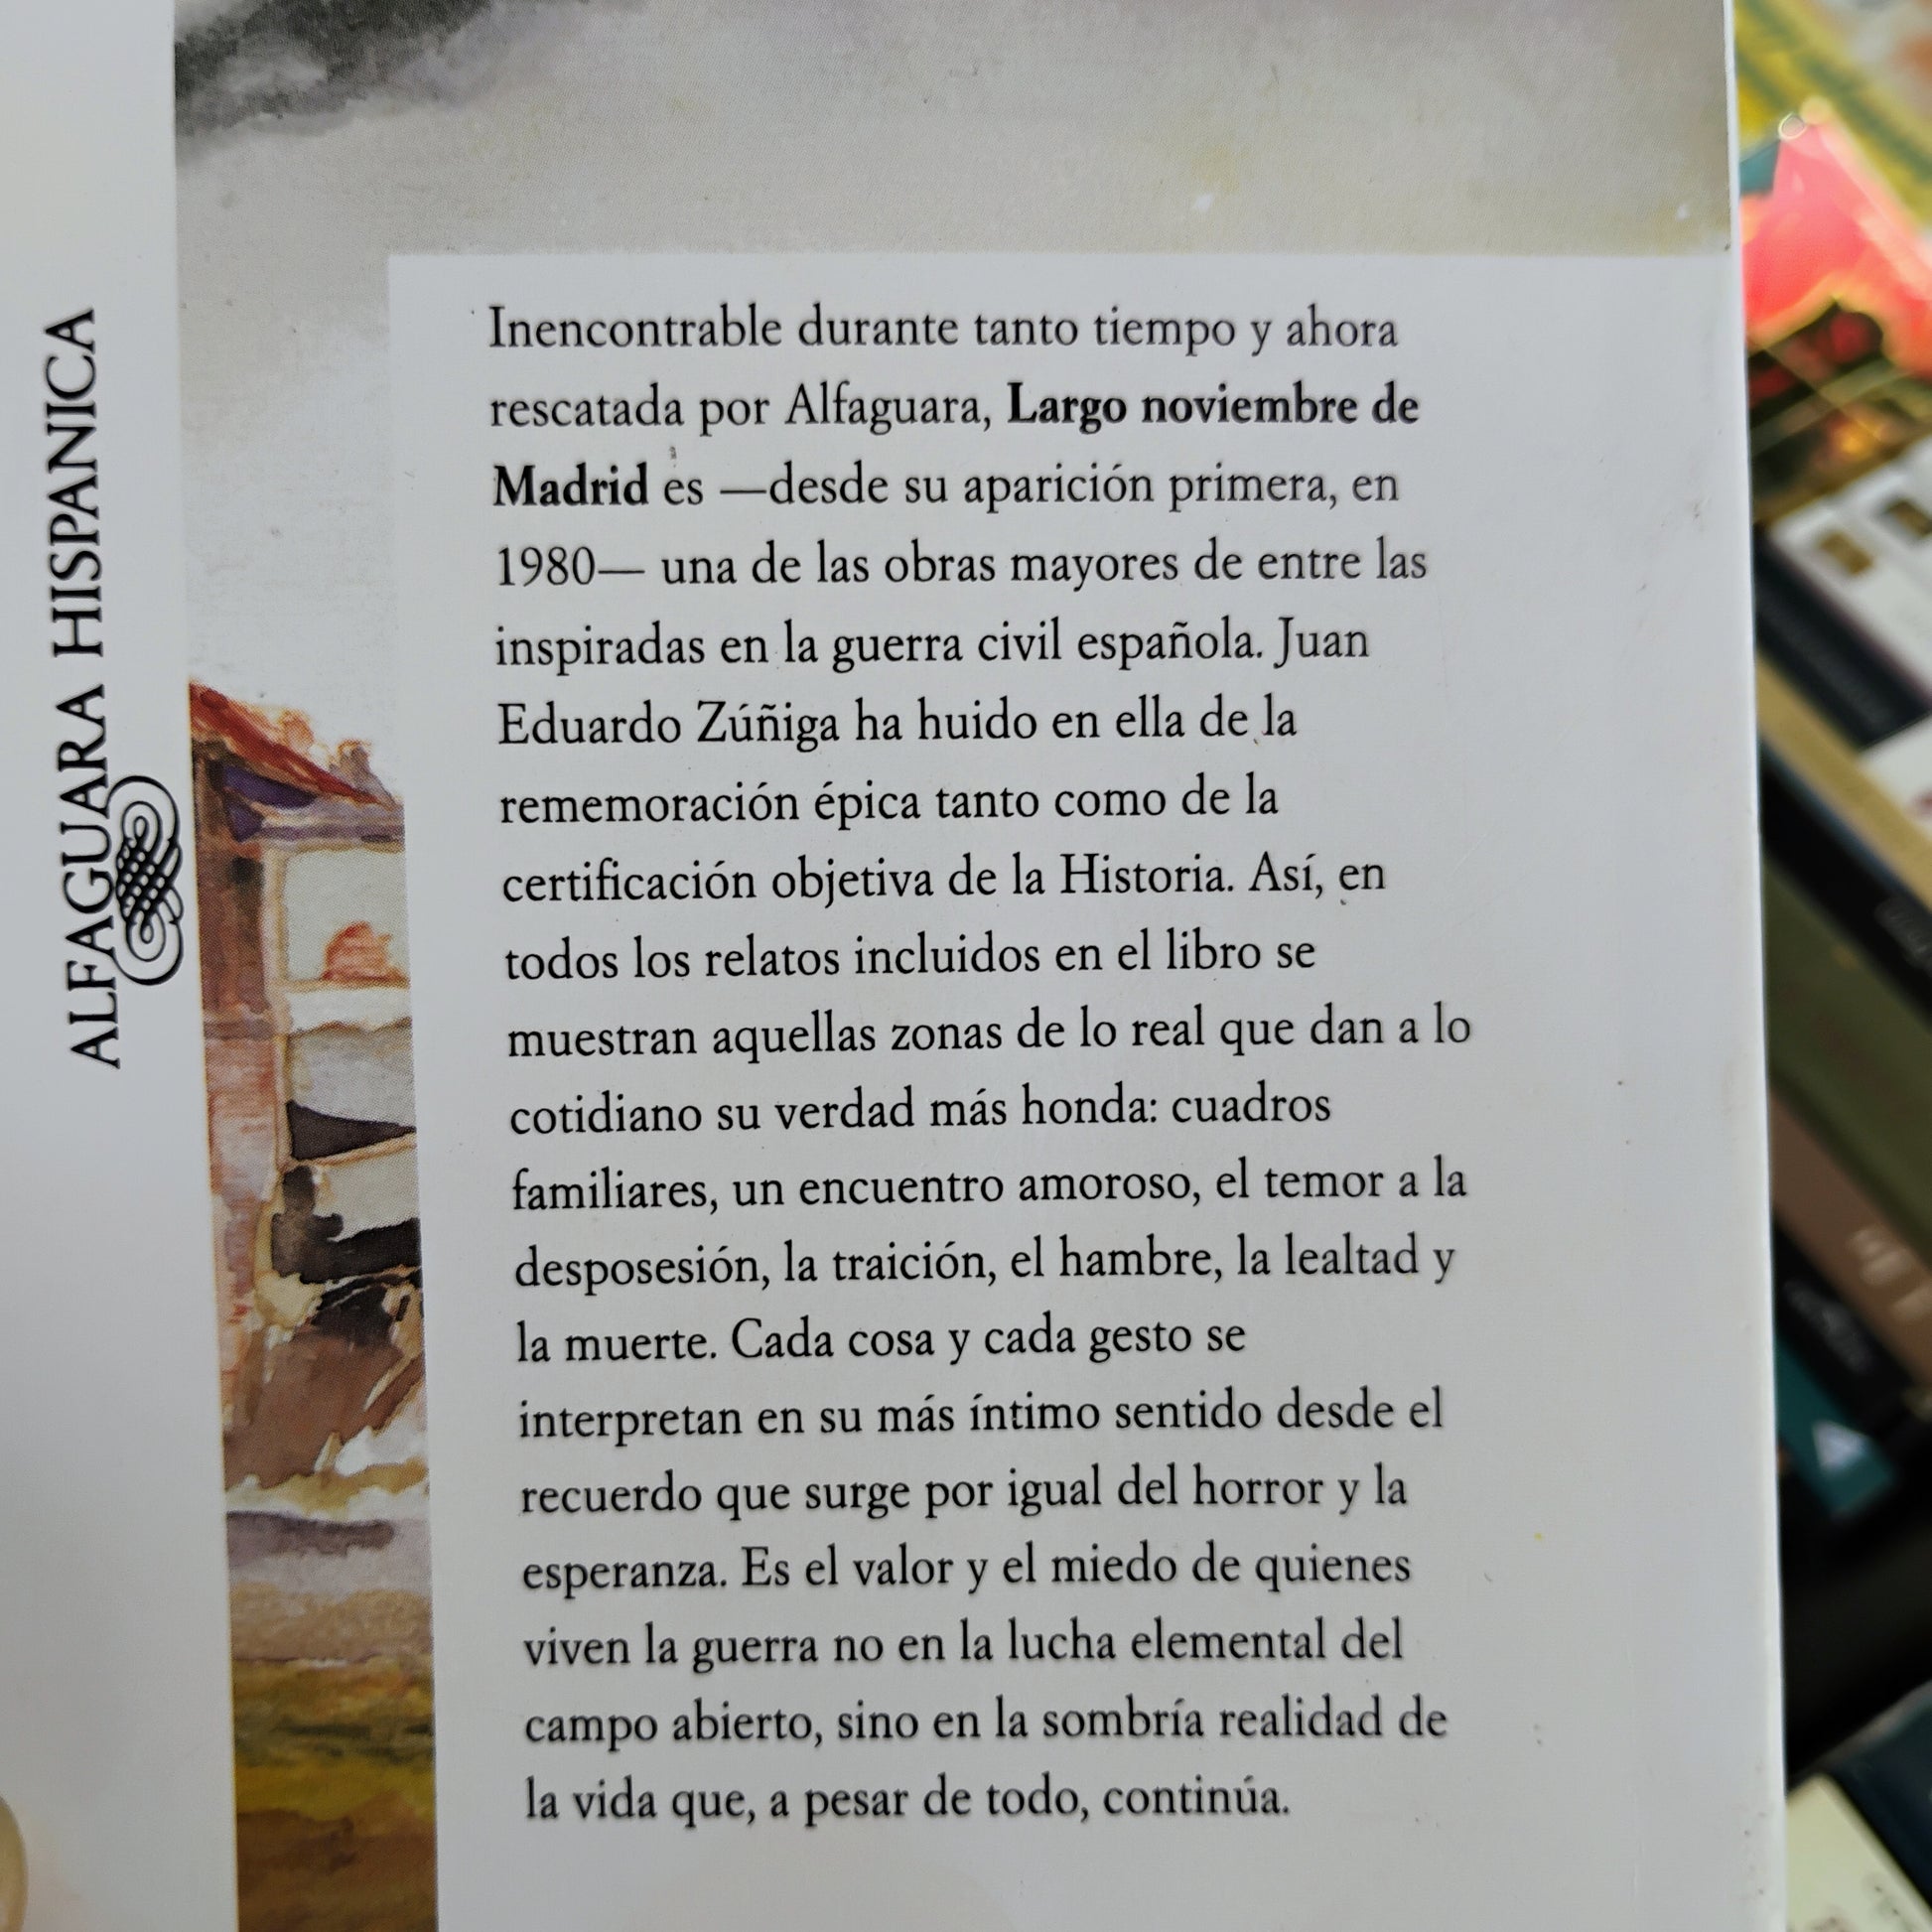 ALFAGUARA HISPANICA
Inencontrable durante tanto tiempo y ahora
rescatada por Alfaguara, Largo noviembre de
Madrid es —desde su aparición primera, en
1980— una de las obras mayores de entre las
inspiradas en la guerra civil española. Juan
Eduardo Zúñiga ha huido en ella de la
rememoración épica tanto como de la
certificación objetiva de la Historia. Así, en
todos los relatos incluidos en el libro se
muestran aquellas zonas de lo real que dan a lo
cotidiano su verdad más honda: cuadros
familiares, un encuentro amoroso, el temor a la
desposesión, la traición, el hambre, la lealtad y
la muerte. Cada cosa y cada gesto se
interpretan en su más íntimo sentido desde el
recuerdo que surge por igual del horror y la
esperanza. Es el valor y el miedo de quienes
viven la guerra no en la lucha elemental del
campo abierto, sino en la sombría realidad de
la vida que, a pesar de todo, continúa.